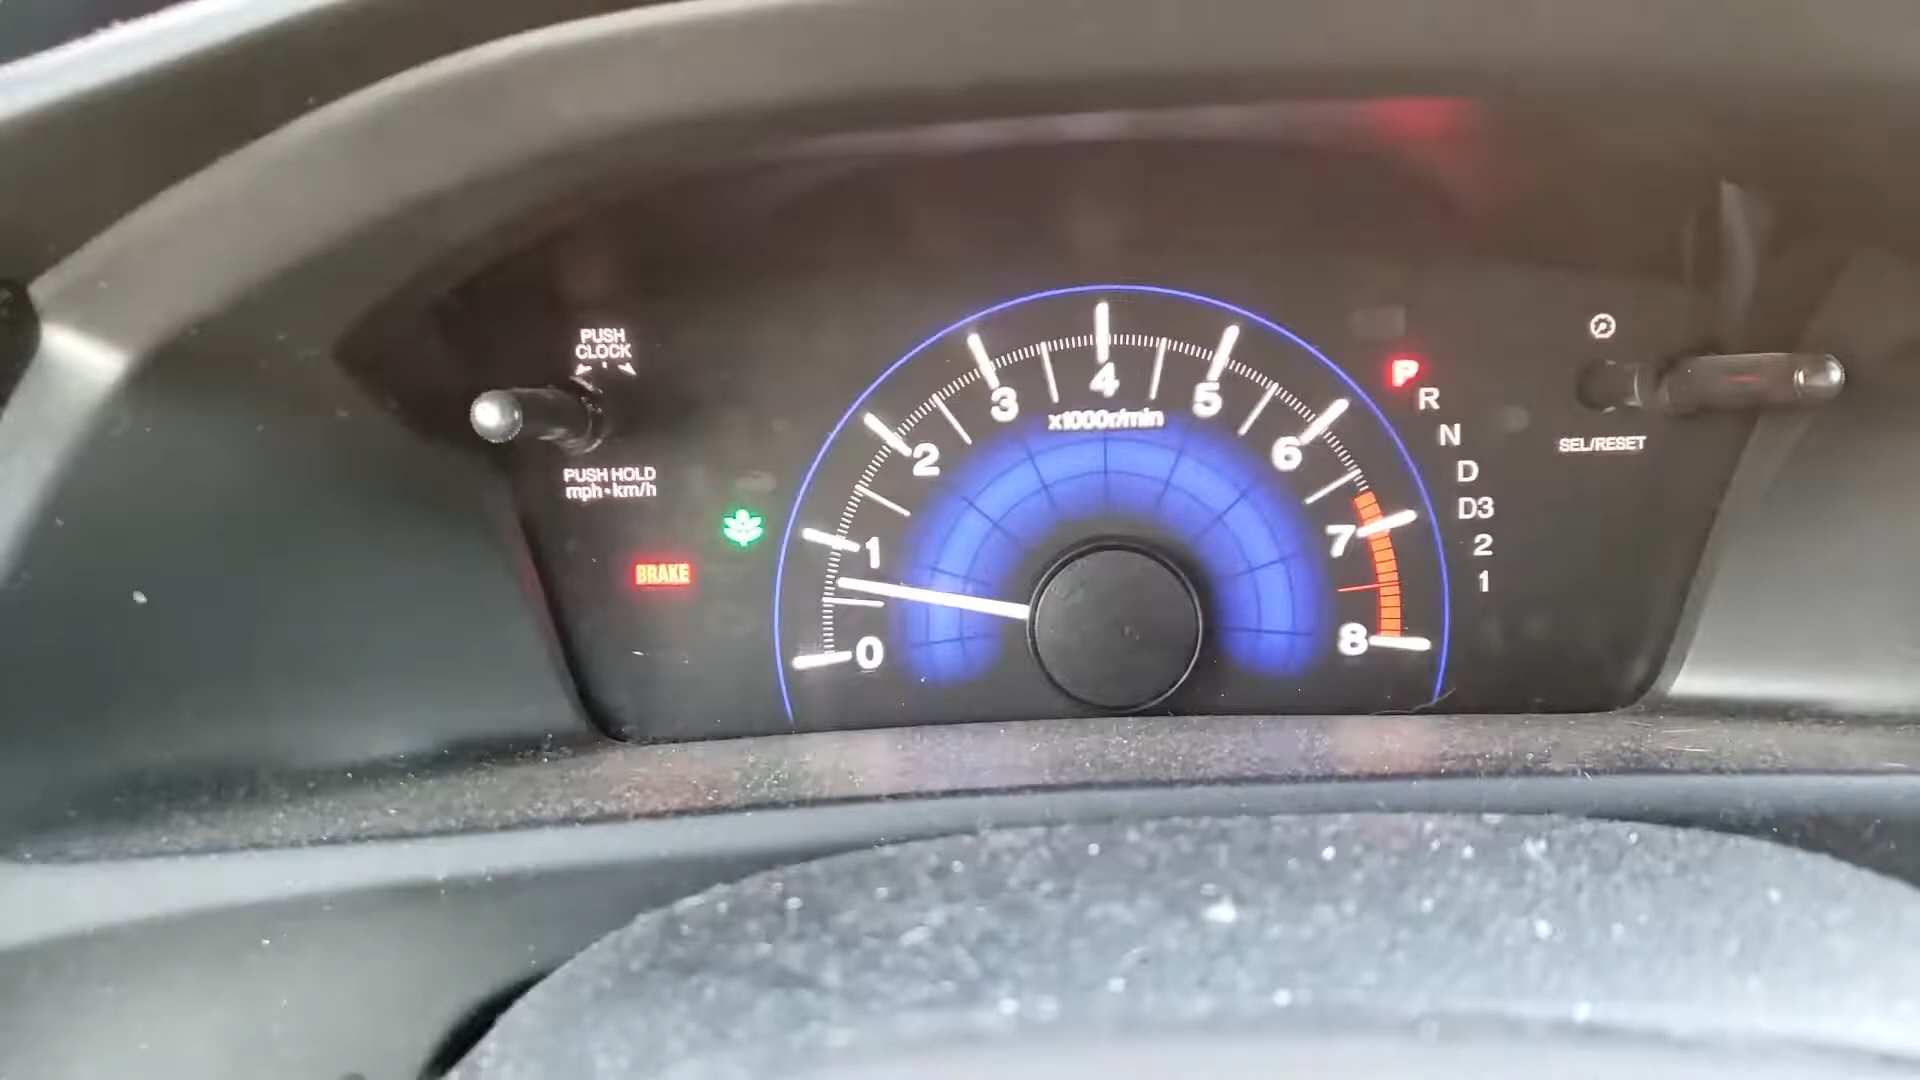 PUSH
CLOCK
PUSH HOLD
mph•km/h
BRAKE
0
1
2
3
4
5
6
7
8
x1000r/min
P
R
N
D
D3
2
1
SEL/RESET